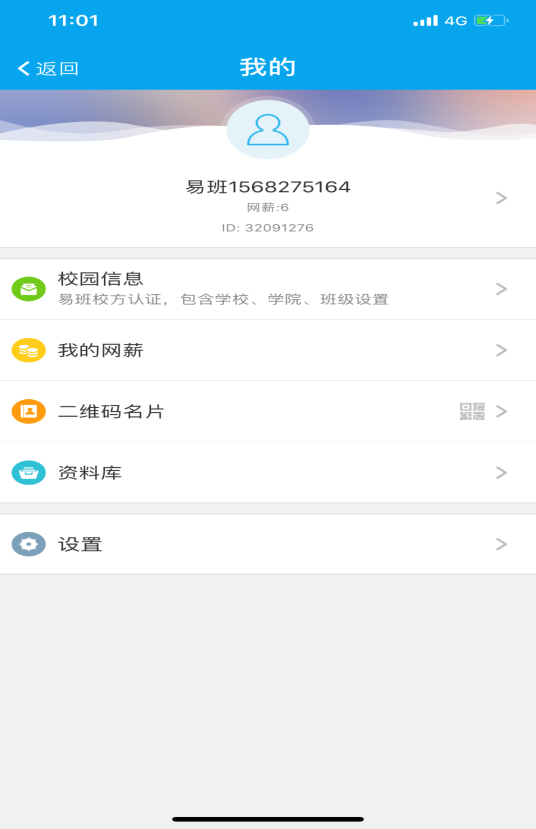 11:01
4G
返回
我的
易班1568275164
网薪:6
ID: 32091276
校园信息
易班校方认证，包含学校、学院、班级设置
我的网薪
二维码名片
资料库
设置